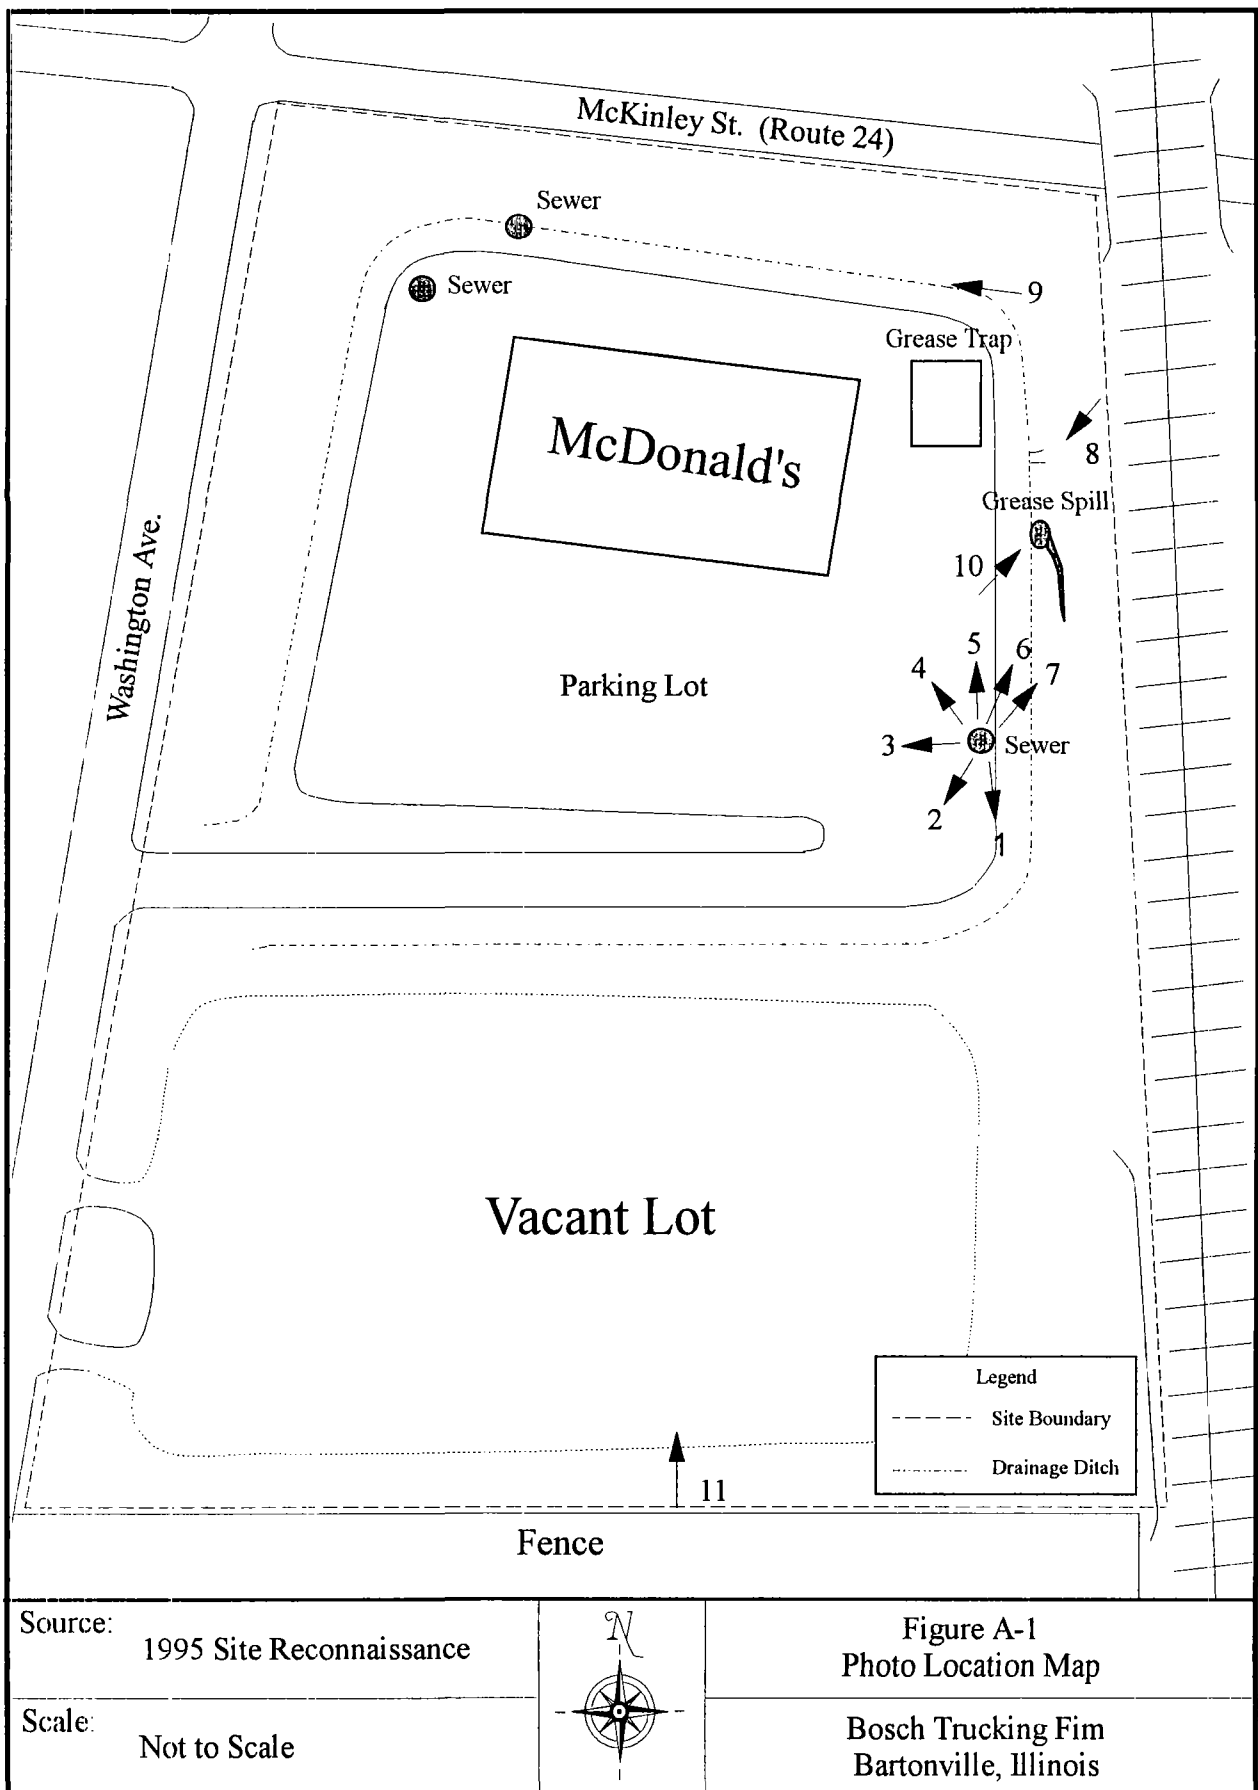 McKinley St. (Route 24)
Sewer
Sewer
9
Grease Trap
McDonald's
8
Grease Spill
10
Washington Ave.
5
6
4
7
Parking Lot
3
Sewer
2
1
Vacant Lot
Legend
Site Boundary
Drainage Ditch
11
Fence
Source:
1995 Site Reconnaissance
N
Figure A-1
Photo Location Map
Scale:
Not to Scale
Bosch Trucking Fim
Bartonville, Illinois